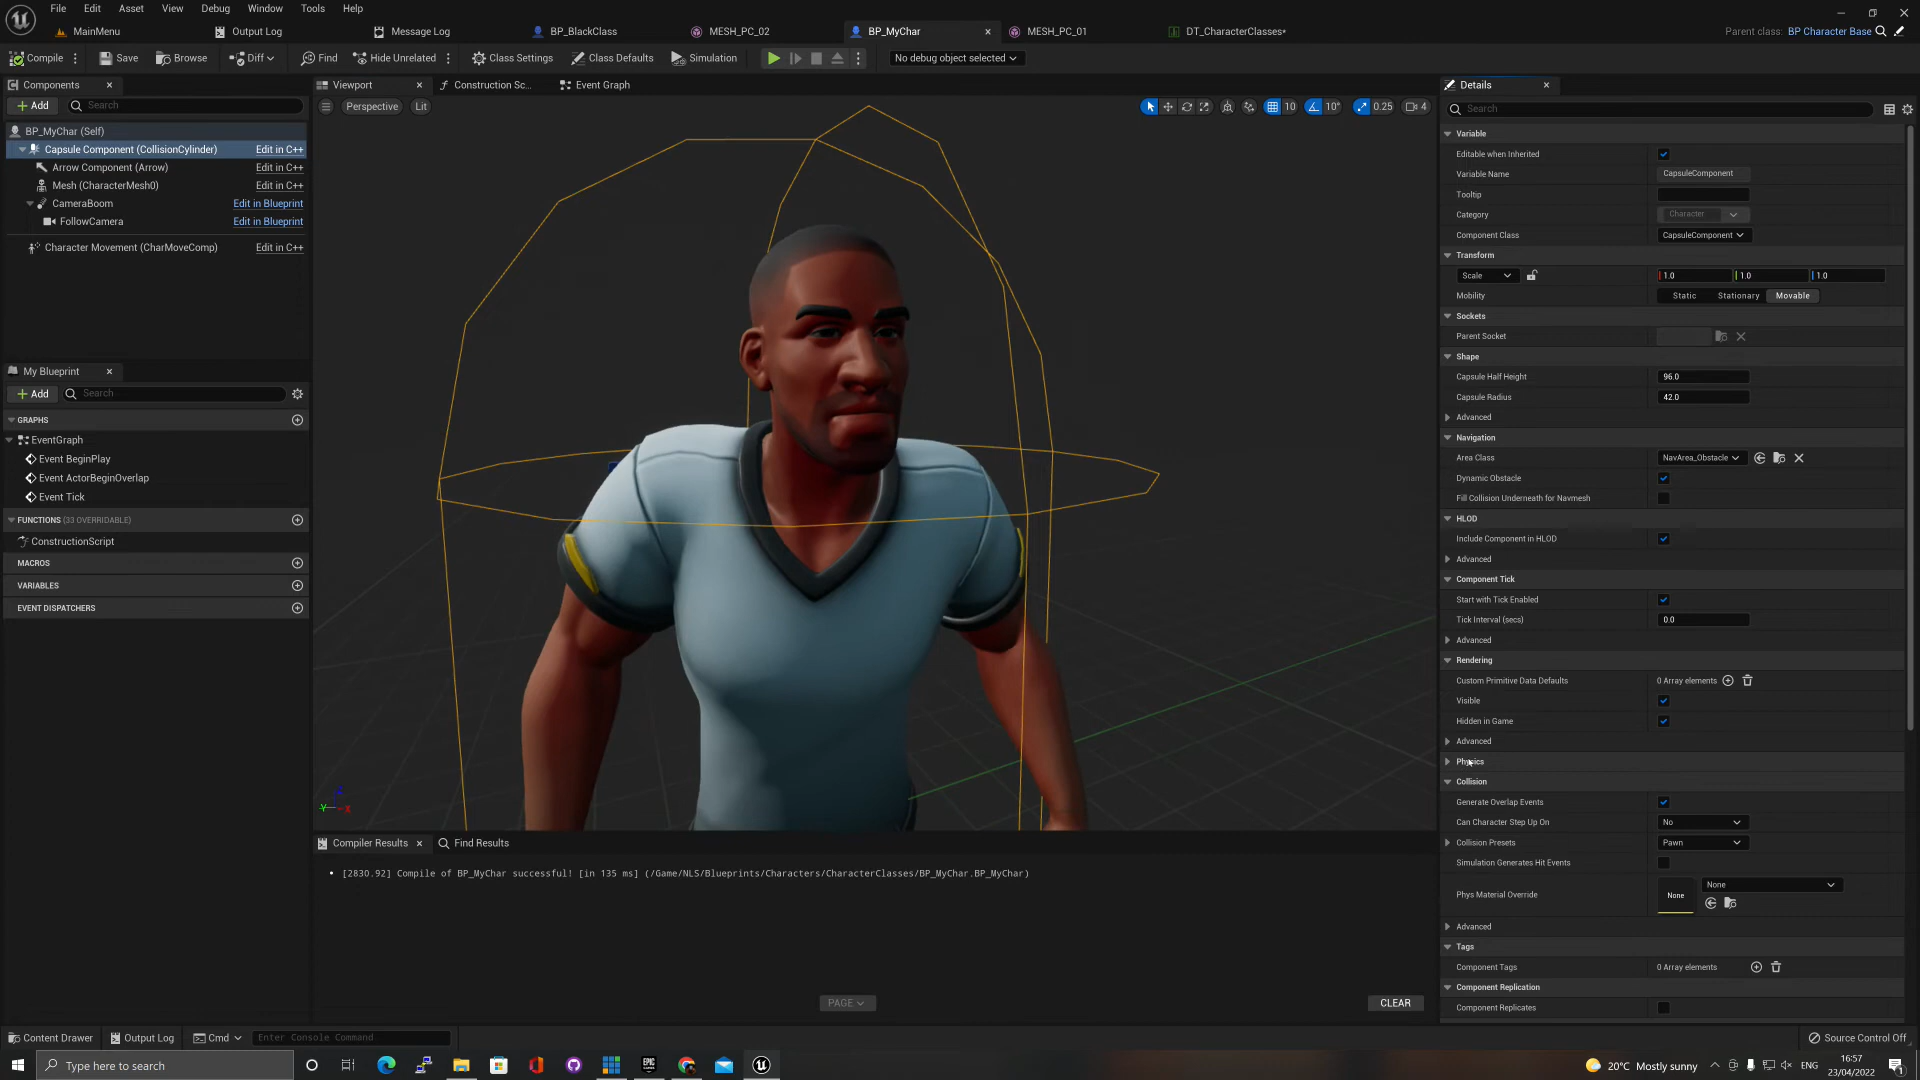 File Edit Asset View Debug Window Tools Help
MainMenu Output Log Message Log BP_BlackClass MESH_PC_02 BP_MyChar MESH_PC_01 DT_CharacterClasses* Parent class: BP Character Base
Compile Save Browse Diff Find Hide Unrelated Class Settings Class Defaults Simulation No debug object selected
Components
Add Search
BP_MyChar (Self)
Capsule Component (CollisionCylinder) Edit in C++
Arrow Component (Arrow) Edit in C++
Mesh (CharacterMesh0) Edit in C++
CameraBoom Edit in Blueprint
FollowCamera Edit in Blueprint
Character Movement (CharMoveComp) Edit in C++
My Blueprint
Add Search
GRAPHS
EventGraph
Event BeginPlay
Event ActorBeginOverlap
Event Tick
FUNCTIONS (33 OVERRIDABLE)
ConstructionScript
MACROS
VARIABLES
EVENT DISPATCHERS
Viewport Construction Sc... Event Graph
Perspective Lit 10 10° 0.25 4
Z
Y X
Compiler Results Find Results
[2830.92] Compile of BP_MyChar successful! [in 135 ms] (/Game/NLS/Blueprints/Characters/CharacterClasses/BP_MyChar.BP_MyChar)
PAGE CLEAR
Details
Search
Variable
Editable when Inherited
Variable Name CapsuleComponent
Tooltip
Category Character
Component Class CapsuleComponent
Transform
Scale 1.0 1.0 1.0
Mobility Static Stationary Movable
Sockets
Parent Socket
Shape
Capsule Half Height 96.0
Capsule Radius 42.0
Advanced
Navigation
Area Class NavArea_Obstacle
Dynamic Obstacle
Fill Collision Underneath for Navmesh
HLOD
Include Component in HLOD
Advanced
Component Tick
Start with Tick Enabled
Tick Interval (secs) 0.0
Advanced
Rendering
Custom Primitive Data Defaults 0 Array elements
Visible
Hidden in Game
Advanced
Physics
Collision
Generate Overlap Events
Can Character Step Up On No
Collision Presets Pawn
Simulation Generates Hit Events
Phys Material Override None None
Advanced
Tags
Component Tags 0 Array elements
Component Replication
Component Replicates
Content Drawer Output Log Cmd Enter Console Command Source Control Off
Type here to search EPIC GAMES 20°C Mostly sunny ENG 16:57
23/04/2022 1